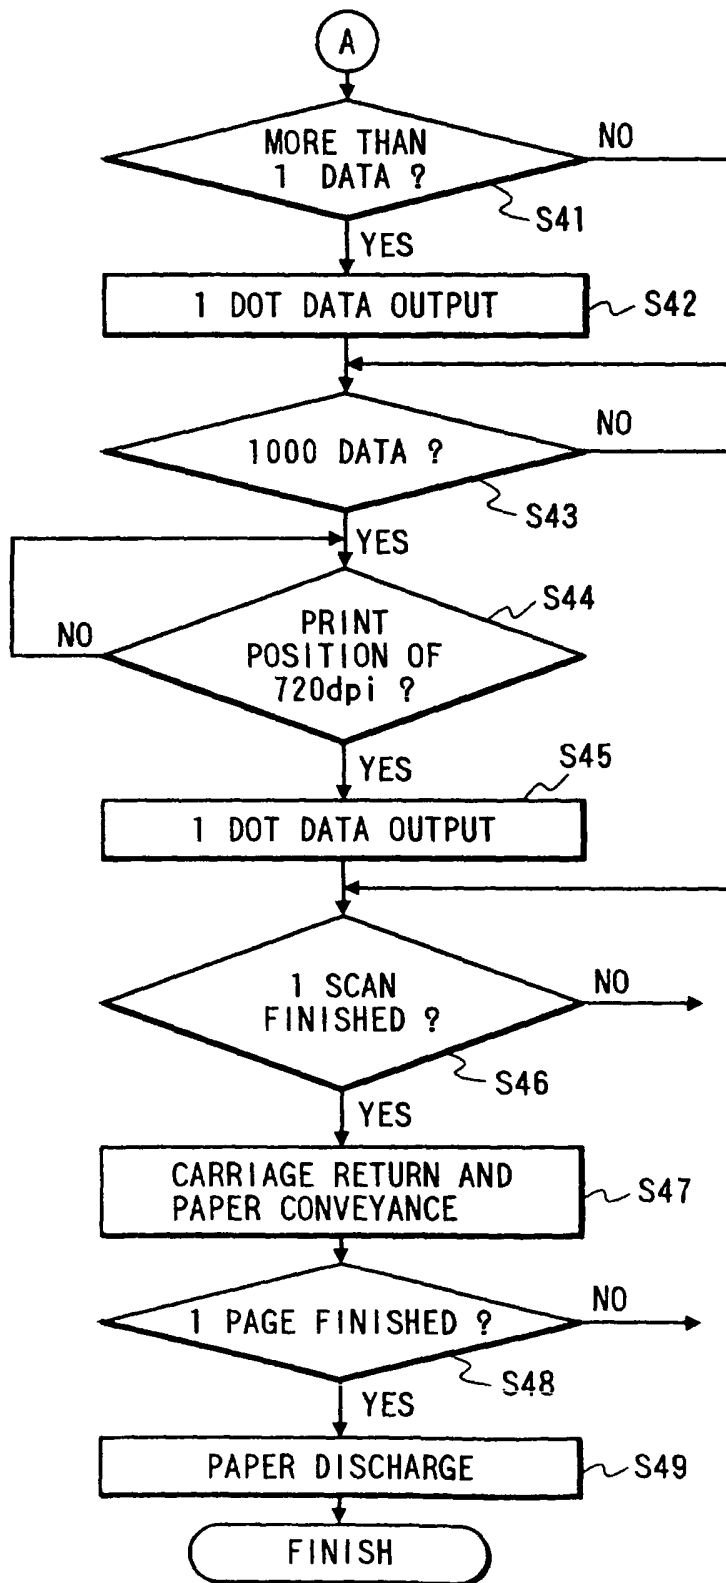 A
MORE THAN
1 DATA ?
NO
S41
YES
1 DOT DATA OUTPUT
S42
1000 DATA ?
NO
S43
YES
S44
PRINT
POSITION OF
720dpi ?
NO
YES
S45
1 DOT DATA OUTPUT
1 SCAN
FINISHED ?
NO
S46
YES
CARRIAGE RETURN AND
PAPER CONVEYANCE
S47
1 PAGE FINISHED ?
NO
S48
YES
PAPER DISCHARGE
S49
FINISH